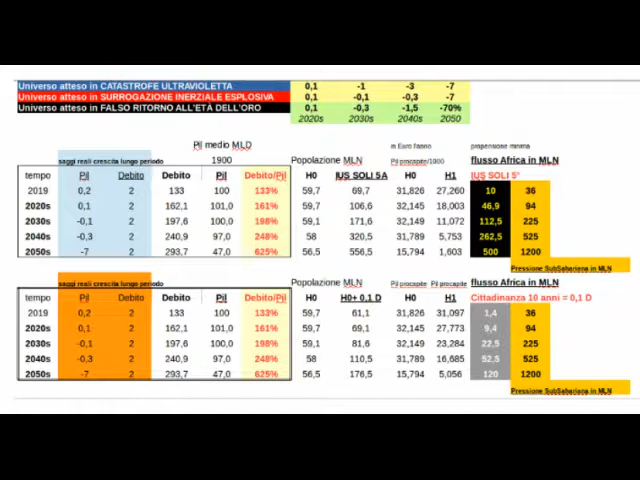 Universo atteso in CATASTROFE ULTRAVIOLETTA 0,1 -1 -3 -7
Universo atteso in SURROGAZIONE INERZIALE ESPLOSIVA 0,1 -0,1 -0,3 -7
Universo atteso in FALSO RITORNO ALL'ETÀ DELL'ORO 0,1 -0,3 -1,5 -70%
2020s 2030s 2040s 2050
Pil medio MLD in Euro l'anno propensione minima
saggi reali crescita lungo periodo 1900 Popolazione MLN Pil procapite/1000 flusso Africa in MLN
tempo Pil Debito Debito Pil Debito/Pil H0 IUS SOLI 5A H0 H1 IUS SOLI 5°
2019 0,2 2 133 100 133% 59,7 69,7 31,826 27,260 10 36
2020s 0,1 2 162,1 101,0 161% 59,7 106,6 32,145 18,003 46,9 94
2030s -0,1 2 197,6 100,0 198% 59,1 171,6 32,149 11,072 112,5 225
2040s -0,3 2 240,9 97,0 248% 58 320,5 31,789 5,753 262,5 525
2050s -7 2 293,7 47,0 625% 56,5 556,5 15,794 1,603 500 1200
Pressione SubSahariana in MLN
saggi reali crescita lungo periodo Popolazione MLN Pil procapite Pil procapite flusso Africa in MLN
tempo Pil Debito Debito Pil Debito/Pil H0 H0+ 0,1 D H0 H1 Cittadinanza 10 anni = 0,1 D
2019 0,2 2 133 100 133% 59,7 61,1 31,826 31,097 1,4 36
2020s 0,1 2 162,1 101,0 161% 59,7 69,1 32,145 27,773 9,4 94
2030s -0,1 2 197,6 100,0 198% 59,1 81,6 32,149 23,284 22,5 225
2040s -0,3 2 240,9 97,0 248% 58 110,5 31,789 16,685 52,5 525
2050s -7 2 293,7 47,0 625% 56,5 176,5 15,794 5,056 120 1200
Pressione SubSahariana in MLN